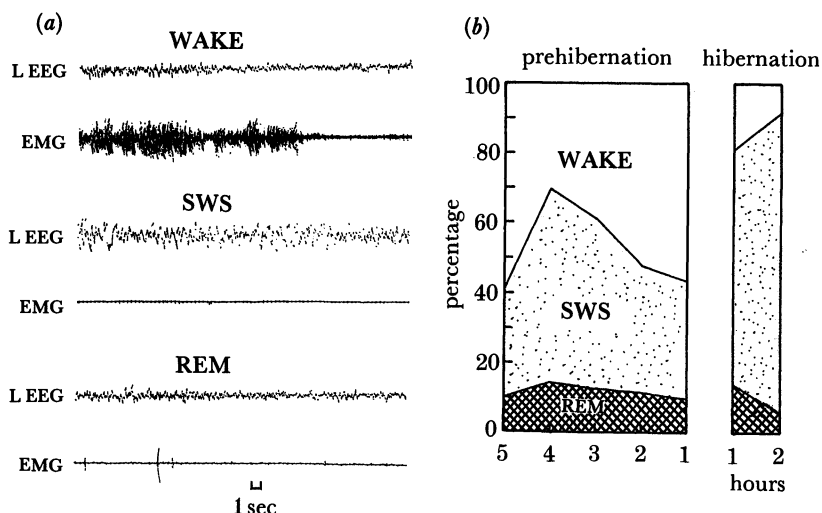 (a)
WAKE
L EEG
EMG
SWS
L EEG
EMG
REM
L EEG
EMG
1 sec
(b)
prehibernation hibernation
percentage
100
80
60
40
20
0
WAKE
SWS
REM
5 4 3 2 1 1 2
hours